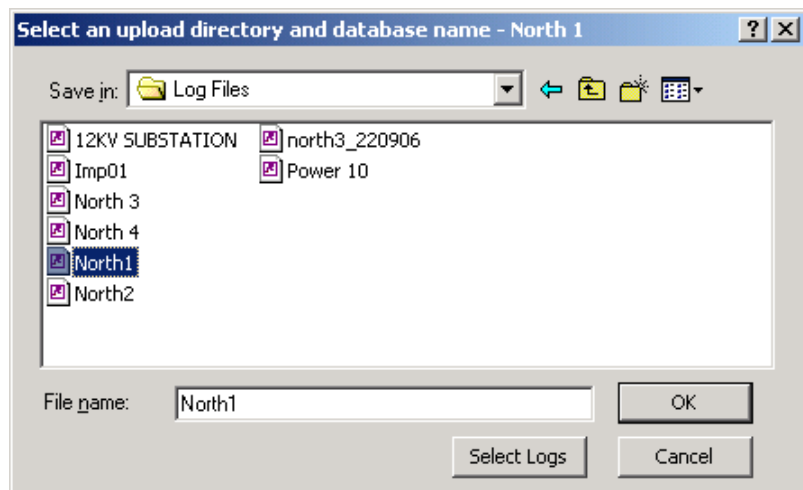 Select an upload directory and database name - North 1
Save in: Log Files
12KV SUBSTATION north3_220906
Imp01 Power 10
North 3
North 4
North1
North2
File name: North1 OK
Select Logs Cancel